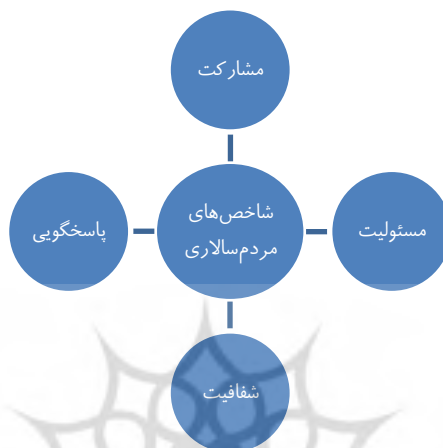 مشارکت
شاخص‌های
مردم‌سالاری
مسئولیت
پاسخگویی
شفافیت